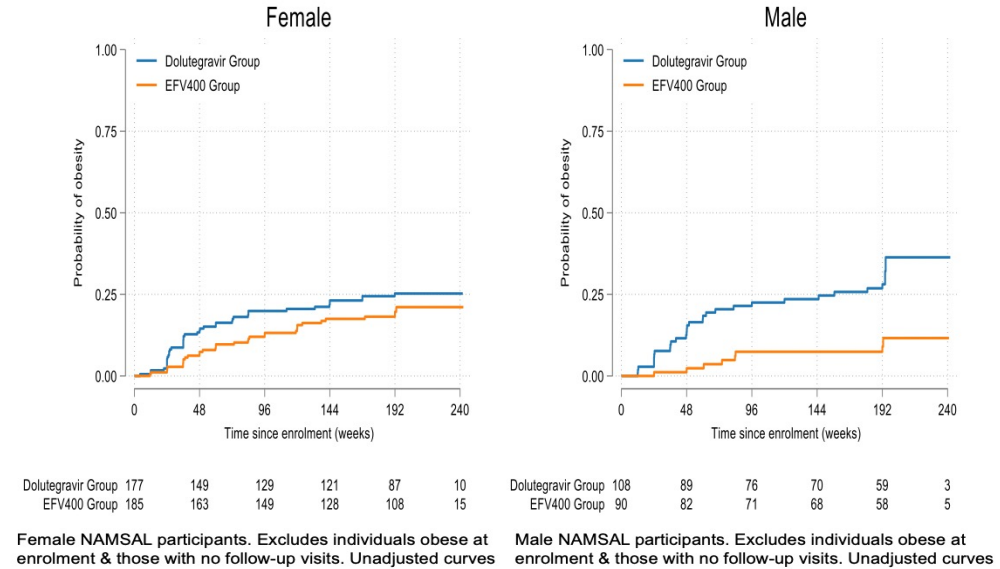 Female
1.00
0.75
0.50
0.25
0.00
Probability of obesity
Dolutegravir Group
EFV400 Group
0 48 96 144 192 240
Time since enrolment (weeks)
Dolutegravir Group 177 149 129 121 87 10
EFV400 Group 185 163 149 128 108 15
Female NAMSAL participants. Excludes individuals obese at
enrolment & those with no follow-up visits. Unadjusted curves
Male
1.00
0.75
0.50
0.25
0.00
Probability of obesity
Dolutegravir Group
EFV400 Group
0 48 96 144 192 240
Time since enrolment (weeks)
Dolutegravir Group 108 89 76 70 59 3
EFV400 Group 90 82 71 68 58 5
Male NAMSAL participants. Excludes individuals obese at
enrolment & those with no follow-up visits. Unadjusted curves